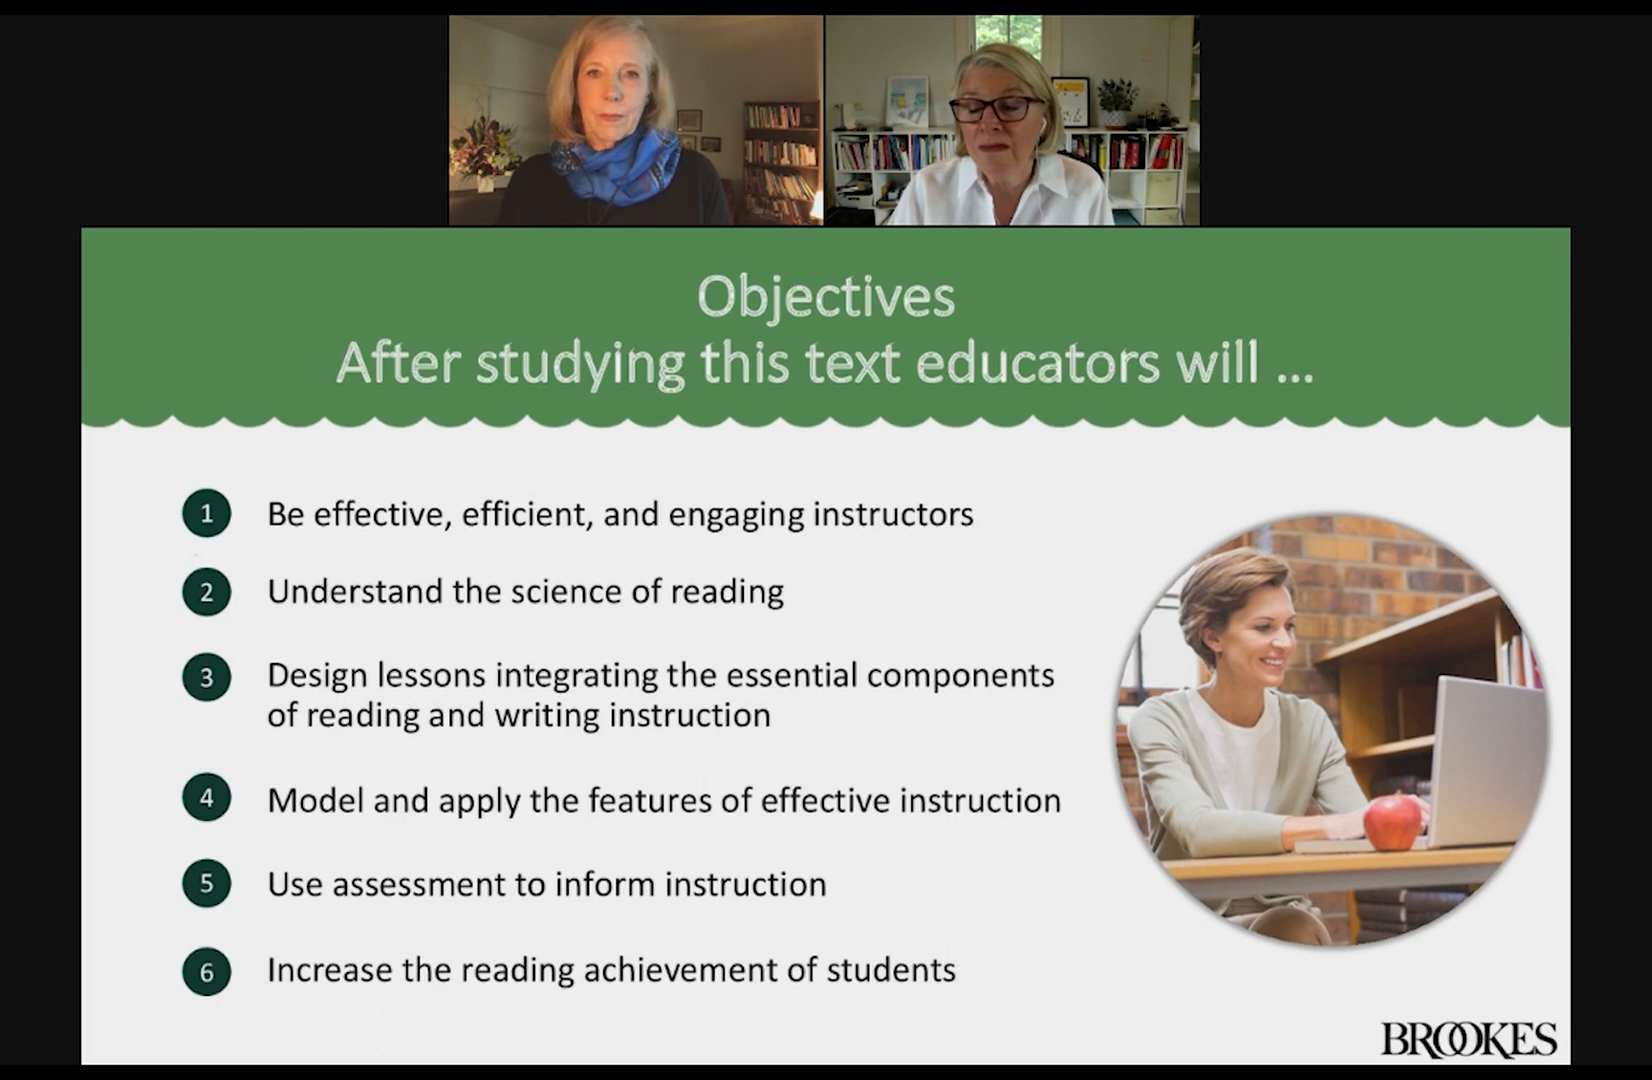 Objectives
After studying this text educators will ...
1 Be effective, efficient, and engaging instructors
2 Understand the science of reading
3 Design lessons integrating the essential components
of reading and writing instruction
4 Model and apply the features of effective instruction
5 Use assessment to inform instruction
6 Increase the reading achievement of students
BROOKES